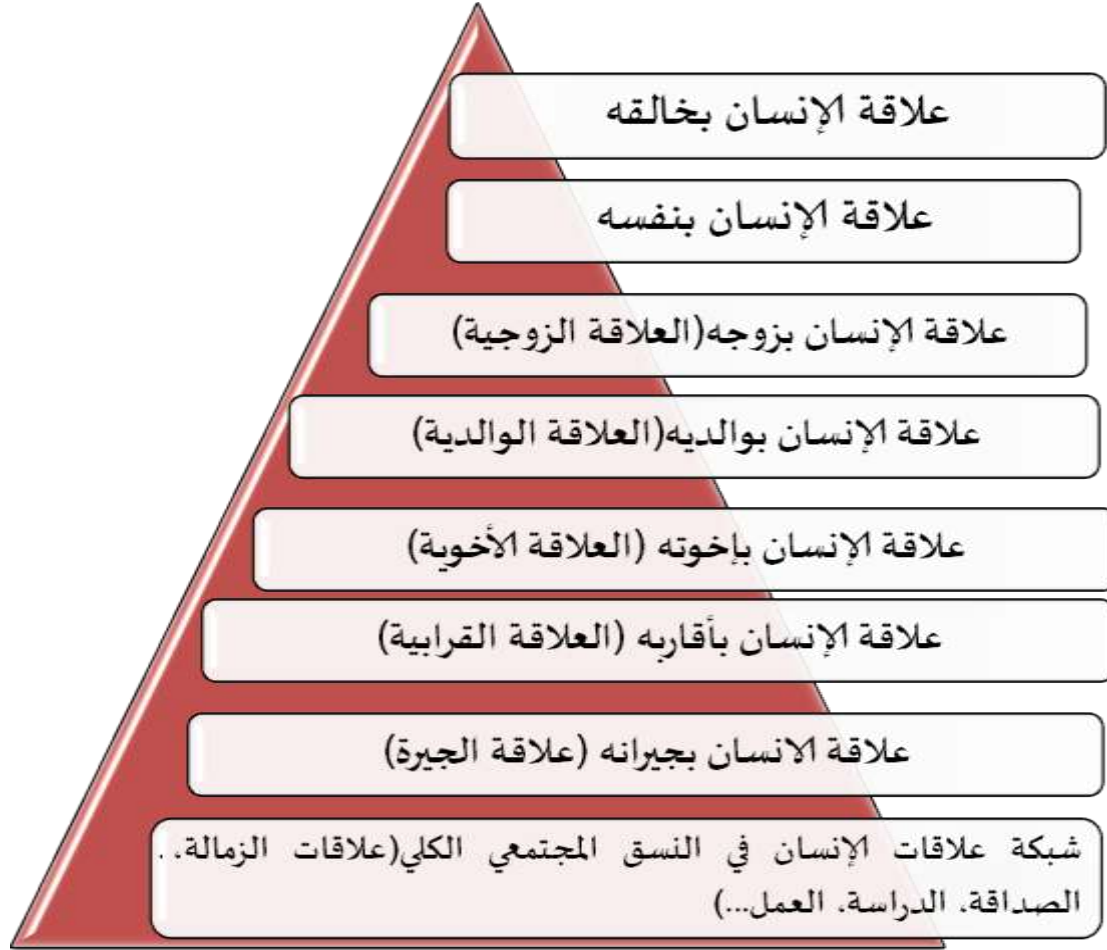 علاقة الإنسان بخالقه
علاقة الإنسان بنفسه
علاقة الإنسان بزوجه(العلاقة الزوجية)
علاقة الإنسان بوالديه(العلاقة الوالدية)
علاقة الإنسان بإخوته (العلاقة الأخوية)
علاقة الإنسان بأقاربه (العلاقة القرابية)
علاقة الانسان بجيرانه (علاقة الجيرة)
شبكة علاقات الإنسان في النسق المجتمعي الكلي(علاقات الزمالة، .
الصداقة، الدراسة، العمل...)